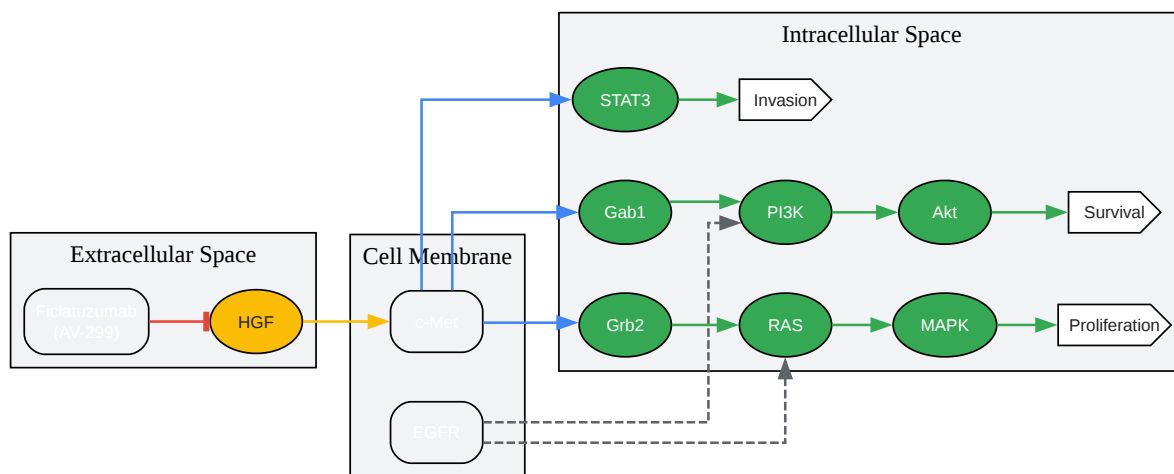 Intracellular Space
STAT3
Invasion
Gab1
PI3K
Akt
Survival
Extracellular Space
Cell Membrane
Ficlatuzumab
(AV-299)
HGF
c-Met
Grb2
RAS
MAPK
Proliferation
EGFR